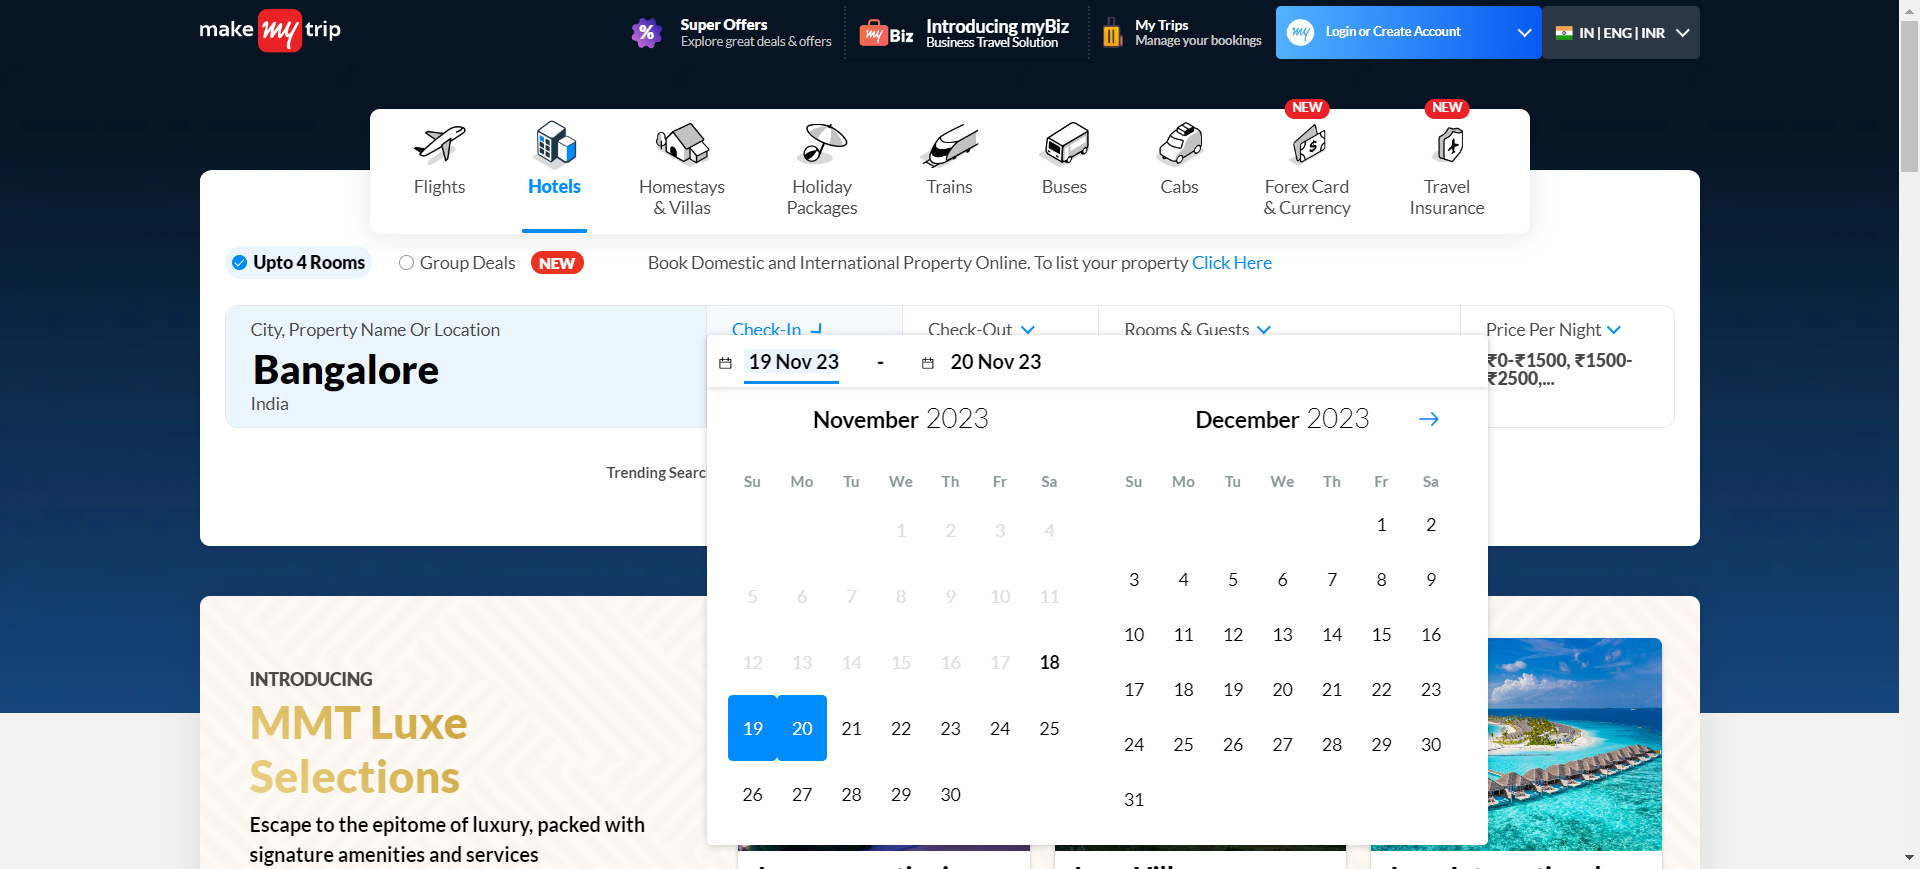 make my trip
% Super Offers
Explore great deals & offers
my Biz Introducing myBiz
Business Travel Solution
My Trips
Manage your bookings
my Login or Create Account
IN | ENG | INR
NEW
NEW
Flights
Hotels
Homestays
& Villas
Holiday
Packages
Trains
Buses
Cabs
Forex Card
& Currency
Travel
Insurance
Upto 4 Rooms
Group Deals NEW
Book Domestic and International Property Online. To list your property Click Here
City, Property Name Or Location
Bangalore
India
Check-In
Check-Out
Rooms & Guests
Price Per Night
₹0-₹1500, ₹1500-
₹2500,...
19 Nov 23 - 20 Nov 23
Trending Searc
November 2023
Su Mo Tu We Th Fr Sa
1 2 3 4
5 6 7 8 9 10 11
12 13 14 15 16 17 18
19 20 21 22 23 24 25
26 27 28 29 30
December 2023
Su Mo Tu We Th Fr Sa
1 2
3 4 5 6 7 8 9
10 11 12 13 14 15 16
17 18 19 20 21 22 23
24 25 26 27 28 29 30
31
INTRODUCING
MMT Luxe
Selections
Escape to the epitome of luxury, packed with
signature amenities and services